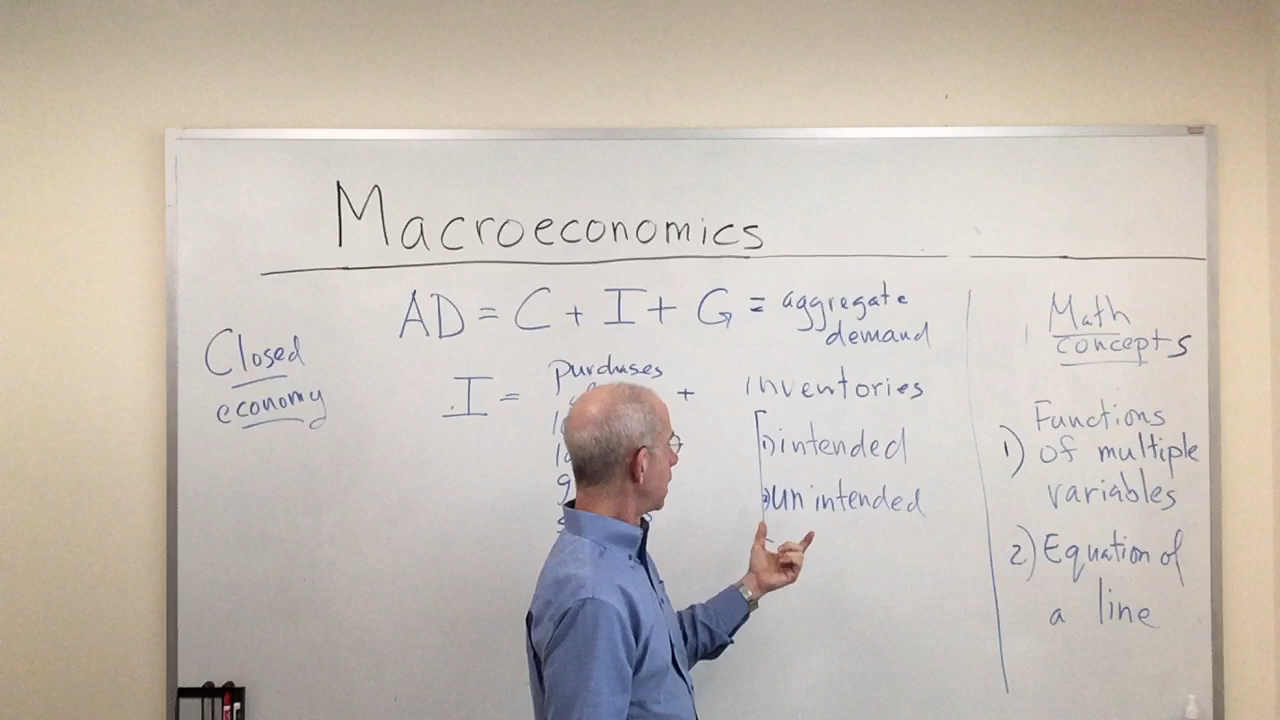 Macroeconomics
AD = C + I + G = aggregate
demand
Closed
economy
I = purchases + inventories
1) intended
2) unintended
Math
concepts
1) Functions
of multiple
variables
2) Equation of
a line